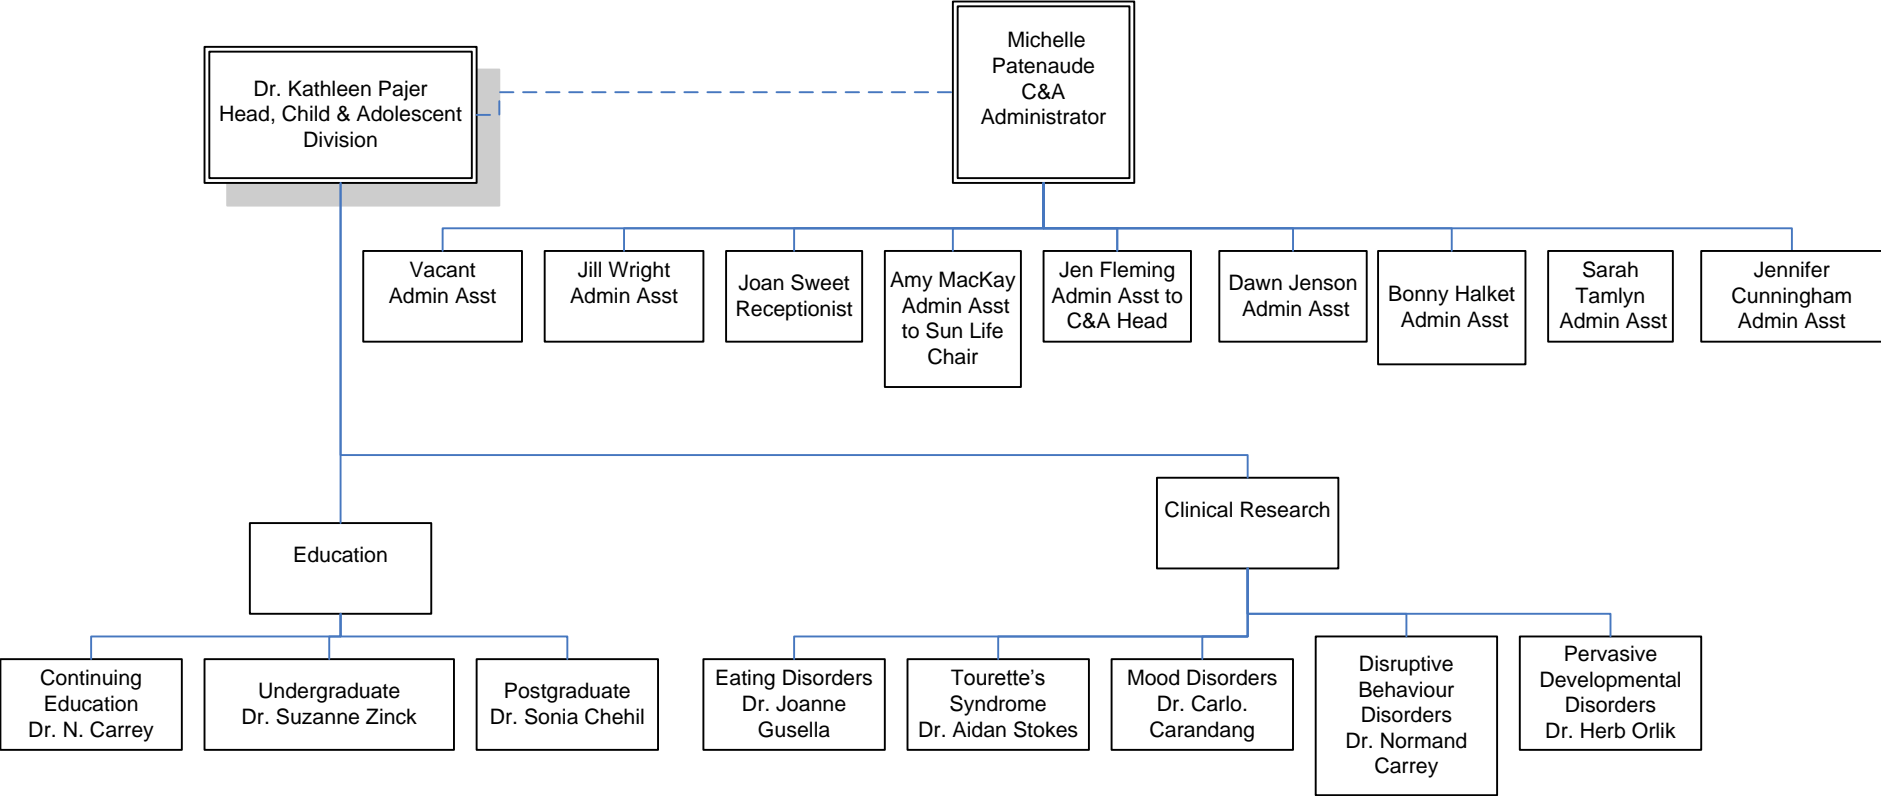 Dr. Kathleen Pajer
Head, Child & Adolescent
Division
Michelle
Patenaude
C&A
Administrator
Vacant
Admin Asst
Jill Wright
Admin Asst
Joan Sweet
Receptionist
Amy MacKay
Admin Asst
to Sun Life
Chair
Jen Fleming
Admin Asst to
C&A Head
Dawn Jenson
Admin Asst
Bonny Halket
Admin Asst
Sarah
Tamlyn
Admin Asst
Jennifer
Cunningham
Admin Asst
Clinical Research
Education
Continuing
Education
Dr. N. Carrey
Undergraduate
Dr. Suzanne Zinck
Postgraduate
Dr. Sonia Chehil
Eating Disorders
Dr. Joanne
Gusella
Tourette’s
Syndrome
Dr. Aidan Stokes
Mood Disorders
Dr. Carlo.
Carandang
Disruptive
Behaviour
Disorders
Dr. Normand
Carrey
Pervasive
Developmental
Disorders
Dr. Herb Orlik